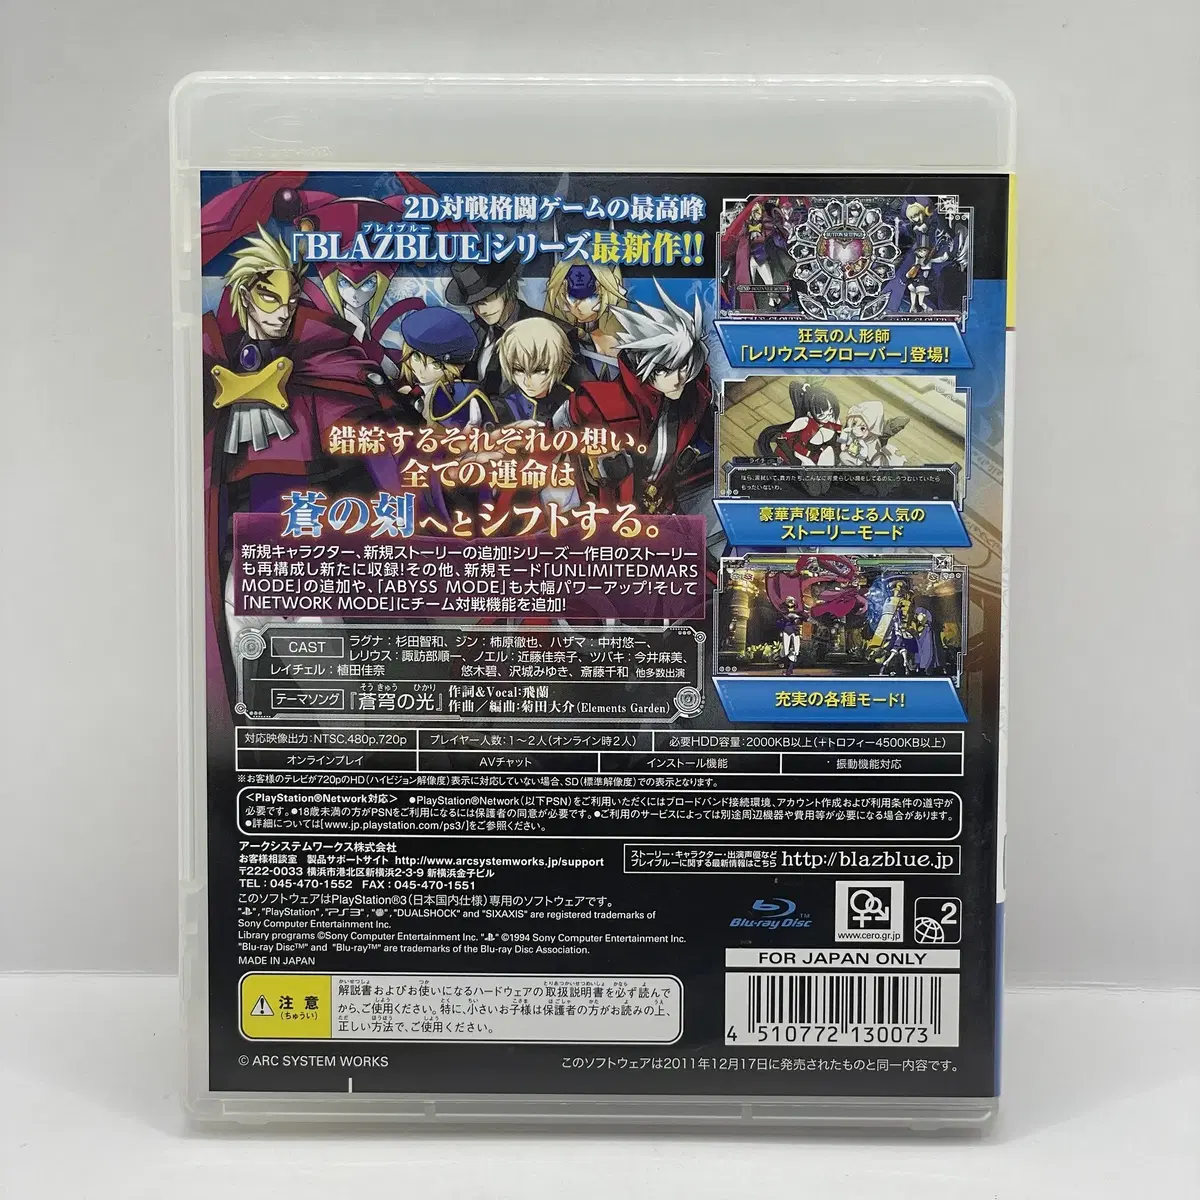 2D対戦格闘ゲームの最高峰
ブレイブルー
「BLAZBLUE」シリーズ最新作!!
錯綜するそれぞれの想い。
全ての運命は
蒼の刻へとシフトする。
新規キャラクター、新規ストーリーの追加!シリーズ一作目のストーリー
も再構成し新たに収録!その他、新規モード「UNLIMITEDMARS
MODE」の追加や、「ABYSS MODE」も大幅パワーアップ!そして
「NETWORK MODE」にチーム対戦機能を追加!
BUTTON SETTINGS
狂気の人形師
「レリウス=クローバー」登場!
ライチ
豪華声優陣による人気の
ストーリーモード
充実の各種モード!
CAST
ラグナ:杉田智和、ジン:柿原徹也、ハザマ:中村悠一、
レリウス:諏訪部順一、ノエル:近藤佳奈子、ツバキ:今井麻美、
レイチェル:植田佳奈 悠木碧、沢城みゆき、斎藤千和 他多数出演
テーマソング
そうきゅう ひかり
『蒼穹の光』
作詞&Vocal:飛蘭
作曲/編曲:菊田大介(Elements Garden)
対応映像出力:NTSC,480p,720p
プレイヤー人数:1〜2人(オンライン時2人)
必要HDD容量:2000KB以上(+トロフィー4500KB以上)
オンラインプレイ
AVチャット
インストール機能
振動機能対応
※お客様のテレビが720pのHD(ハイビジョン解像度)表示に対応していない場合、SD(標準解像度)での表示となります。
<PlayStation®Network対応> ●PlayStation®Network(以下PSN)をご利用いただくにはブロードバンド接続環境、アカウント作成および利用条件の遵守が
必要です。●18歳未満の方がPSNをご利用になるには保護者の同意が必要です。●ご利用のサービスによっては別途周辺機器や費用等が必要になる場合があります。
●詳細については[www.jp.playstation.com/ps3/]をご参照ください。
アークシステムワークス株式会社
お客様相談室 製品サポートサイト http://www.arcsystemworks.jp/support
〒222-0033 横浜市港北区新横浜2-3-9 新横浜金子ビル
TEL:045-470-1552 FAX:045-470-1551
ストーリー・キャラクター・出演声優など
ブレイブルーに関する最新情報はこちら
http://blazblue.jp
このソフトウェアはPlayStation®3(日本国内仕様)専用のソフトウェアです。
"PlayStation", "PS3", "DUALSHOCK" and "SIXAXIS" are registered trademarks of
Sony Computer Entertainment Inc.
Library programs ©Sony Computer Entertainment Inc. ©1994 Sony Computer Entertainment Inc.
"Blu-ray Disc™" and "Blu-ray™" are trademarks of the Blu-ray Disc Association.
MADE IN JAPAN
Blu-ray Disc™
www.cero.gr.jp
2
FOR JAPAN ONLY
注意
(ちゅうい)
解説書およびお使いになるハードウェアの取扱説明書を必ず読んで
から、ご使用ください。特に、小さいお子様は保護者の方がお読みの上、
正しい方法で、ご使用ください。
4 510772 130073
© ARC SYSTEM WORKS
このソフトウェアは2011年12月17日に発売されたものと同一内容です。